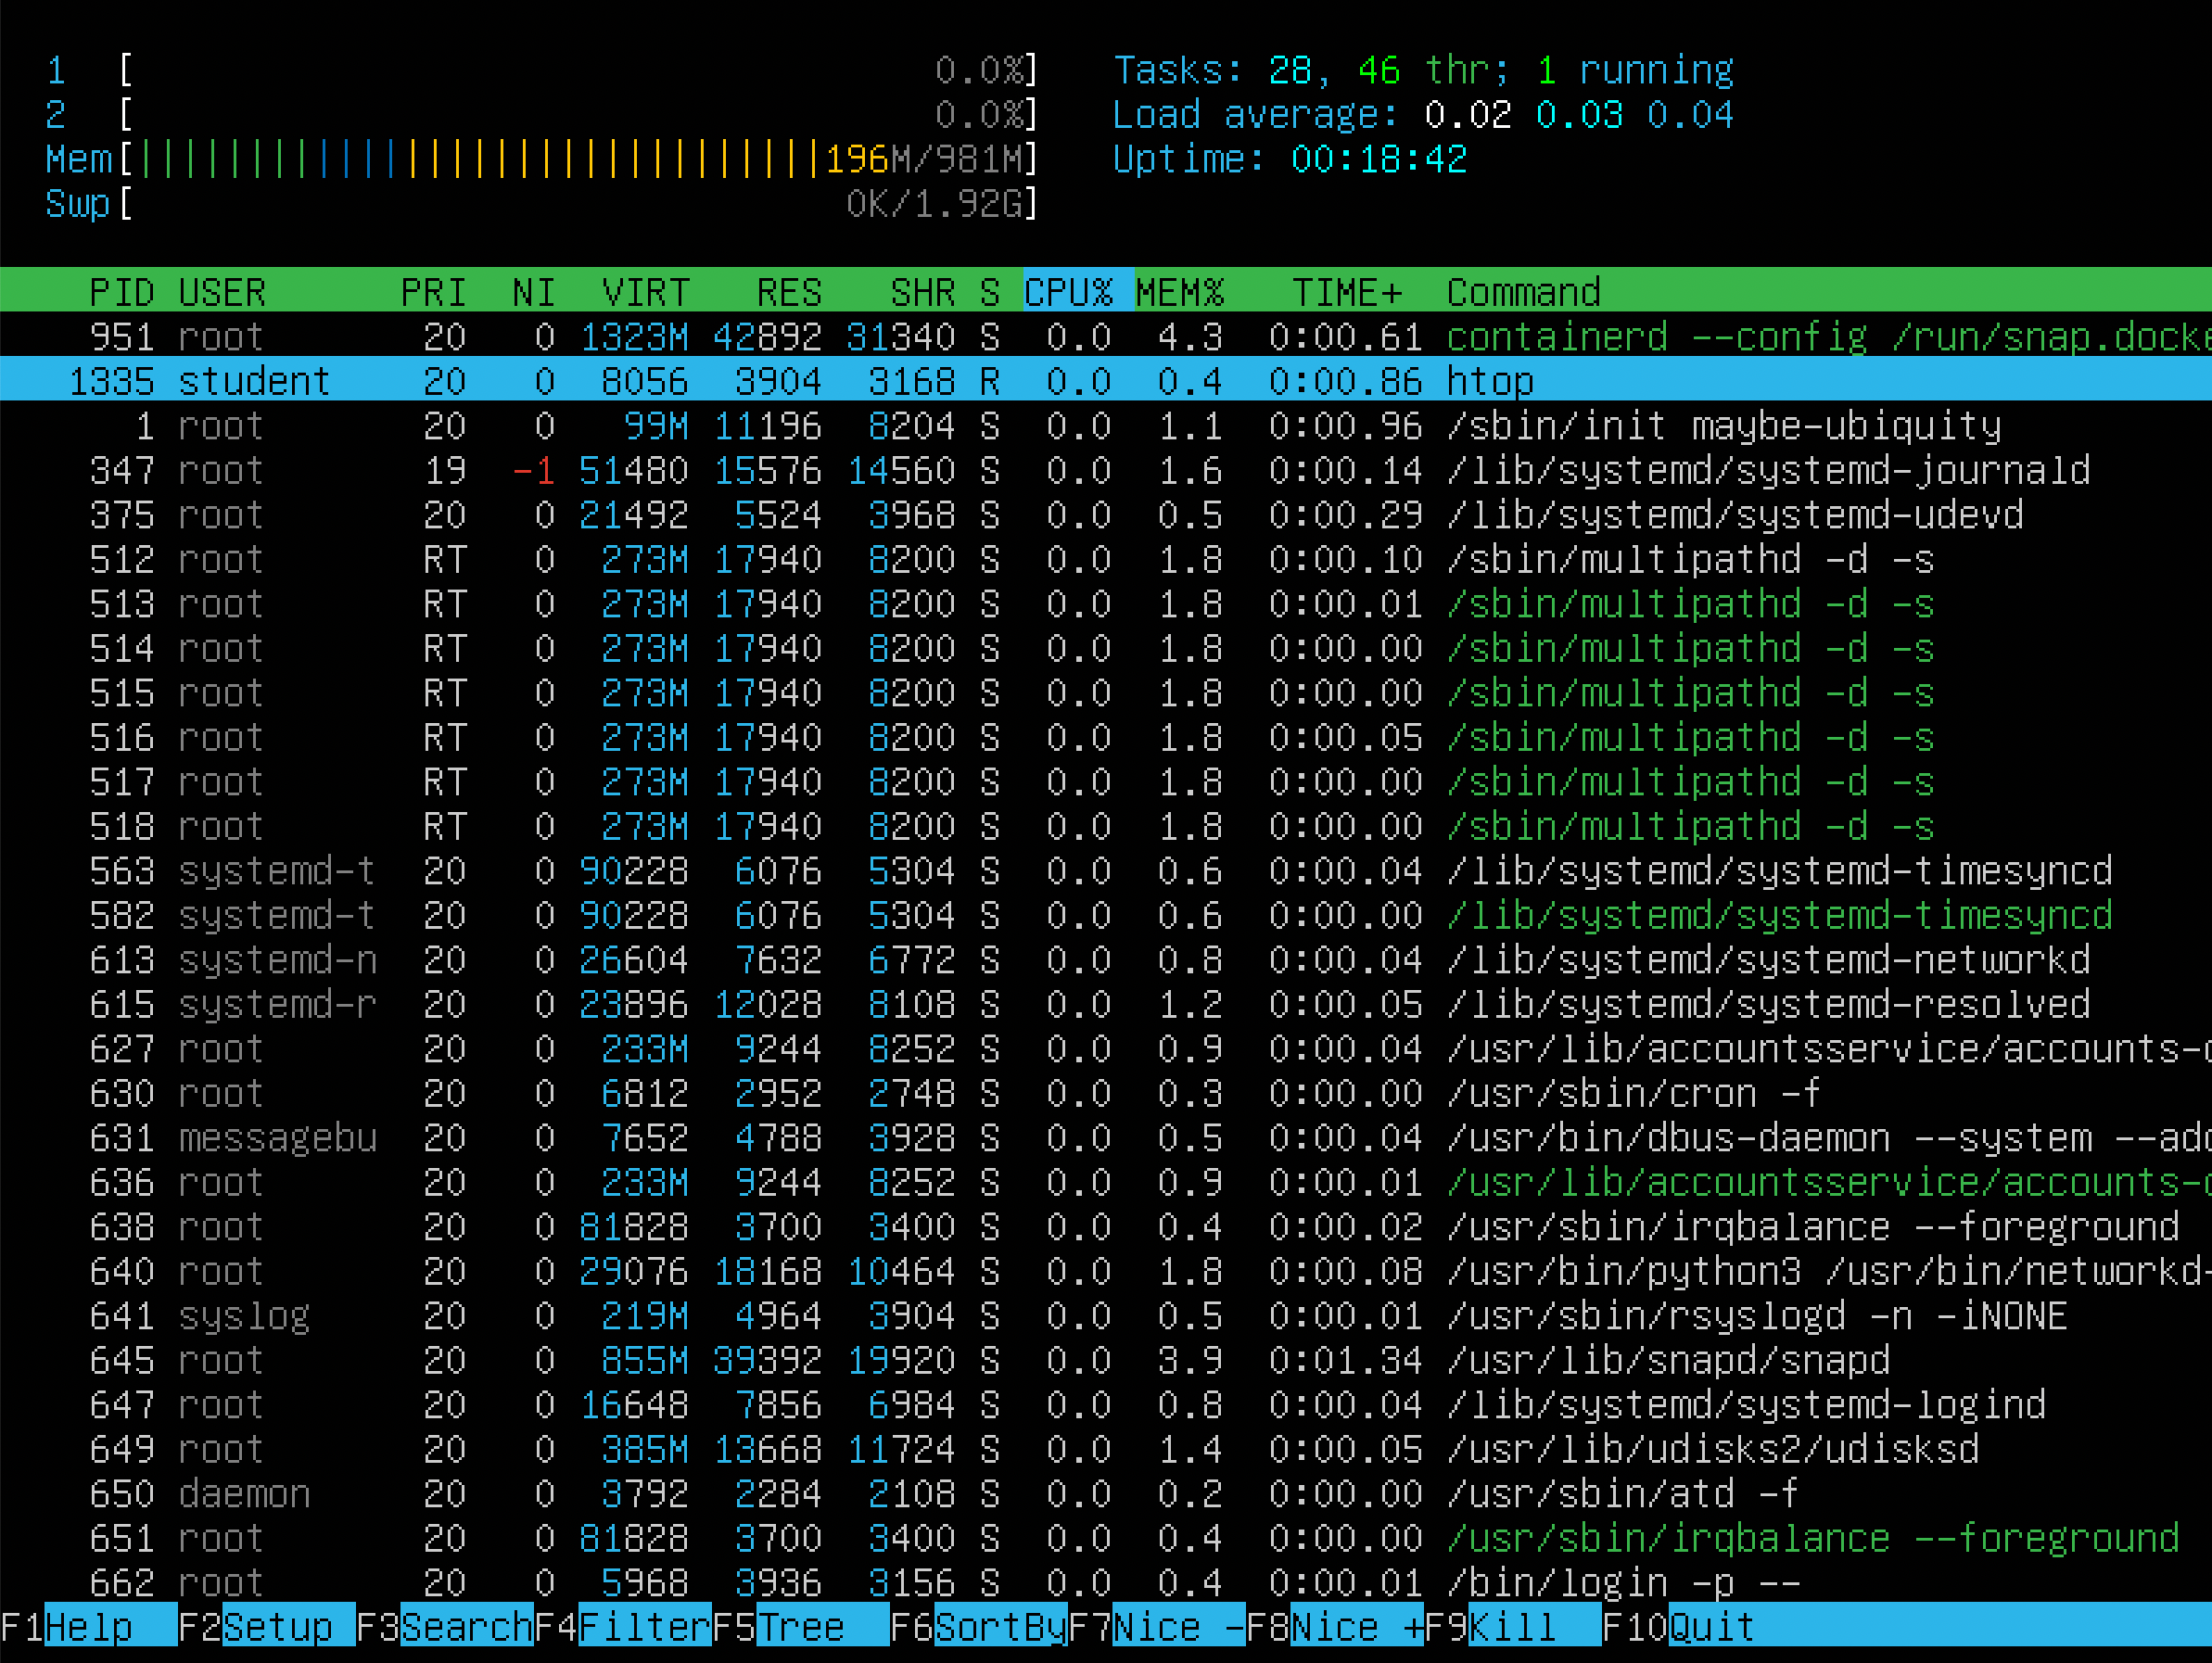 1 [ 0.0%] Tasks: 28, 46 thr; 1 running
2 [ 0.0%] Load average: 0.02 0.03 0.04
Mem[|||||||||||||||||||||||||||||||196M/981M] Uptime: 00:18:42
Swp[ 0K/1.92G]
PID USER PRI NI VIRT RES SHR S CPU% MEM% TIME+ Command
951 root 20 0 1323M 42892 31340 S 0.0 4.3 0:00.61 containerd --config /run/snap.docke
1335 student 20 0 8056 3904 3168 R 0.0 0.4 0:00.86 htop
1 root 20 0 99M 11196 8204 S 0.0 1.1 0:00.96 /sbin/init maybe-ubiquity
347 root 19 -1 51480 15576 14560 S 0.0 1.6 0:00.14 /lib/systemd/systemd-journald
375 root 20 0 21492 5524 3968 S 0.0 0.5 0:00.29 /lib/systemd/systemd-udevd
512 root RT 0 273M 17940 8200 S 0.0 1.8 0:00.10 /sbin/multipathd -d -s
513 root RT 0 273M 17940 8200 S 0.0 1.8 0:00.01 /sbin/multipathd -d -s
514 root RT 0 273M 17940 8200 S 0.0 1.8 0:00.00 /sbin/multipathd -d -s
515 root RT 0 273M 17940 8200 S 0.0 1.8 0:00.00 /sbin/multipathd -d -s
516 root RT 0 273M 17940 8200 S 0.0 1.8 0:00.05 /sbin/multipathd -d -s
517 root RT 0 273M 17940 8200 S 0.0 1.8 0:00.00 /sbin/multipathd -d -s
518 root RT 0 273M 17940 8200 S 0.0 1.8 0:00.00 /sbin/multipathd -d -s
563 systemd-t 20 0 90228 6076 5304 S 0.0 0.6 0:00.04 /lib/systemd/systemd-timesyncd
582 systemd-t 20 0 90228 6076 5304 S 0.0 0.6 0:00.00 /lib/systemd/systemd-timesyncd
613 systemd-n 20 0 26604 7632 6772 S 0.0 0.8 0:00.04 /lib/systemd/systemd-networkd
615 systemd-r 20 0 23896 12028 8108 S 0.0 1.2 0:00.05 /lib/systemd/systemd-resolved
627 root 20 0 233M 9244 8252 S 0.0 0.9 0:00.04 /usr/lib/accountsservice/accounts-d
630 root 20 0 6812 2952 2748 S 0.0 0.3 0:00.00 /usr/sbin/cron -f
631 messagebu 20 0 7652 4788 3928 S 0.0 0.5 0:00.04 /usr/bin/dbus-daemon --system --add
636 root 20 0 233M 9244 8252 S 0.0 0.9 0:00.01 /usr/lib/accountsservice/accounts-d
638 root 20 0 81828 3700 3400 S 0.0 0.4 0:00.02 /usr/sbin/irqbalance --foreground
640 root 20 0 29076 18168 10464 S 0.0 1.8 0:00.08 /usr/bin/python3 /usr/bin/networkd-
641 syslog 20 0 219M 4964 3904 S 0.0 0.5 0:00.01 /usr/sbin/rsyslogd -n -iNONE
645 root 20 0 855M 39392 19920 S 0.0 3.9 0:01.34 /usr/lib/snapd/snapd
647 root 20 0 16648 7856 6984 S 0.0 0.8 0:00.04 /lib/systemd/systemd-logind
649 root 20 0 385M 13668 11724 S 0.0 1.4 0:00.05 /usr/lib/udisks2/udisksd
650 daemon 20 0 3792 2284 2108 S 0.0 0.2 0:00.00 /usr/sbin/atd -f
651 root 20 0 81828 3700 3400 S 0.0 0.4 0:00.00 /usr/sbin/irqbalance --foreground
662 root 20 0 5968 3936 3156 S 0.0 0.4 0:00.01 /bin/login -p --
F1Help F2Setup F3SearchF4FilterF5Tree F6SortByF7Nice -F8Nice +F9Kill F10Quit